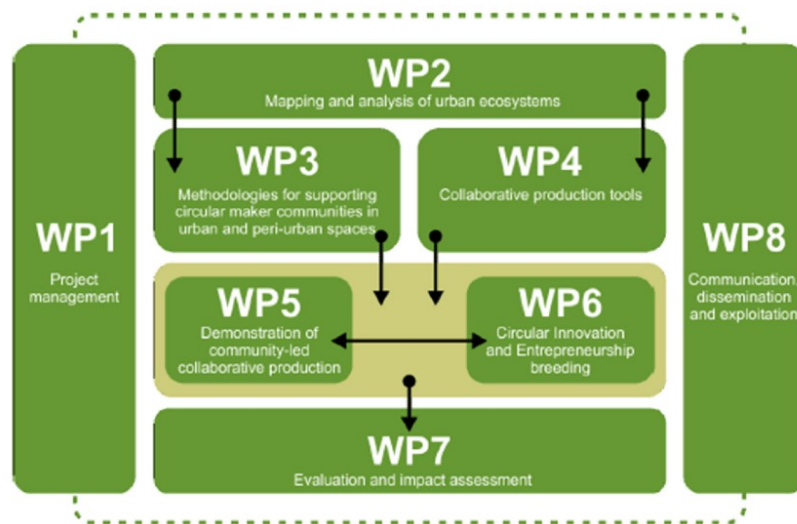 WP2
Mapping and analysis of urban ecosystems
WP3
Methodologies for supporting
circular maker communities in
urban and peri-urban spaces
WP4
Collaborative production tools
WP1
Project
management
WP8
Communication,
dissemination
and exploitation
WP5
Demonstration of
community-led
collaborative production
WP6
Circular Innovation
and Entrepreneurship
breeding
WP7
Evaluation and impact assessment